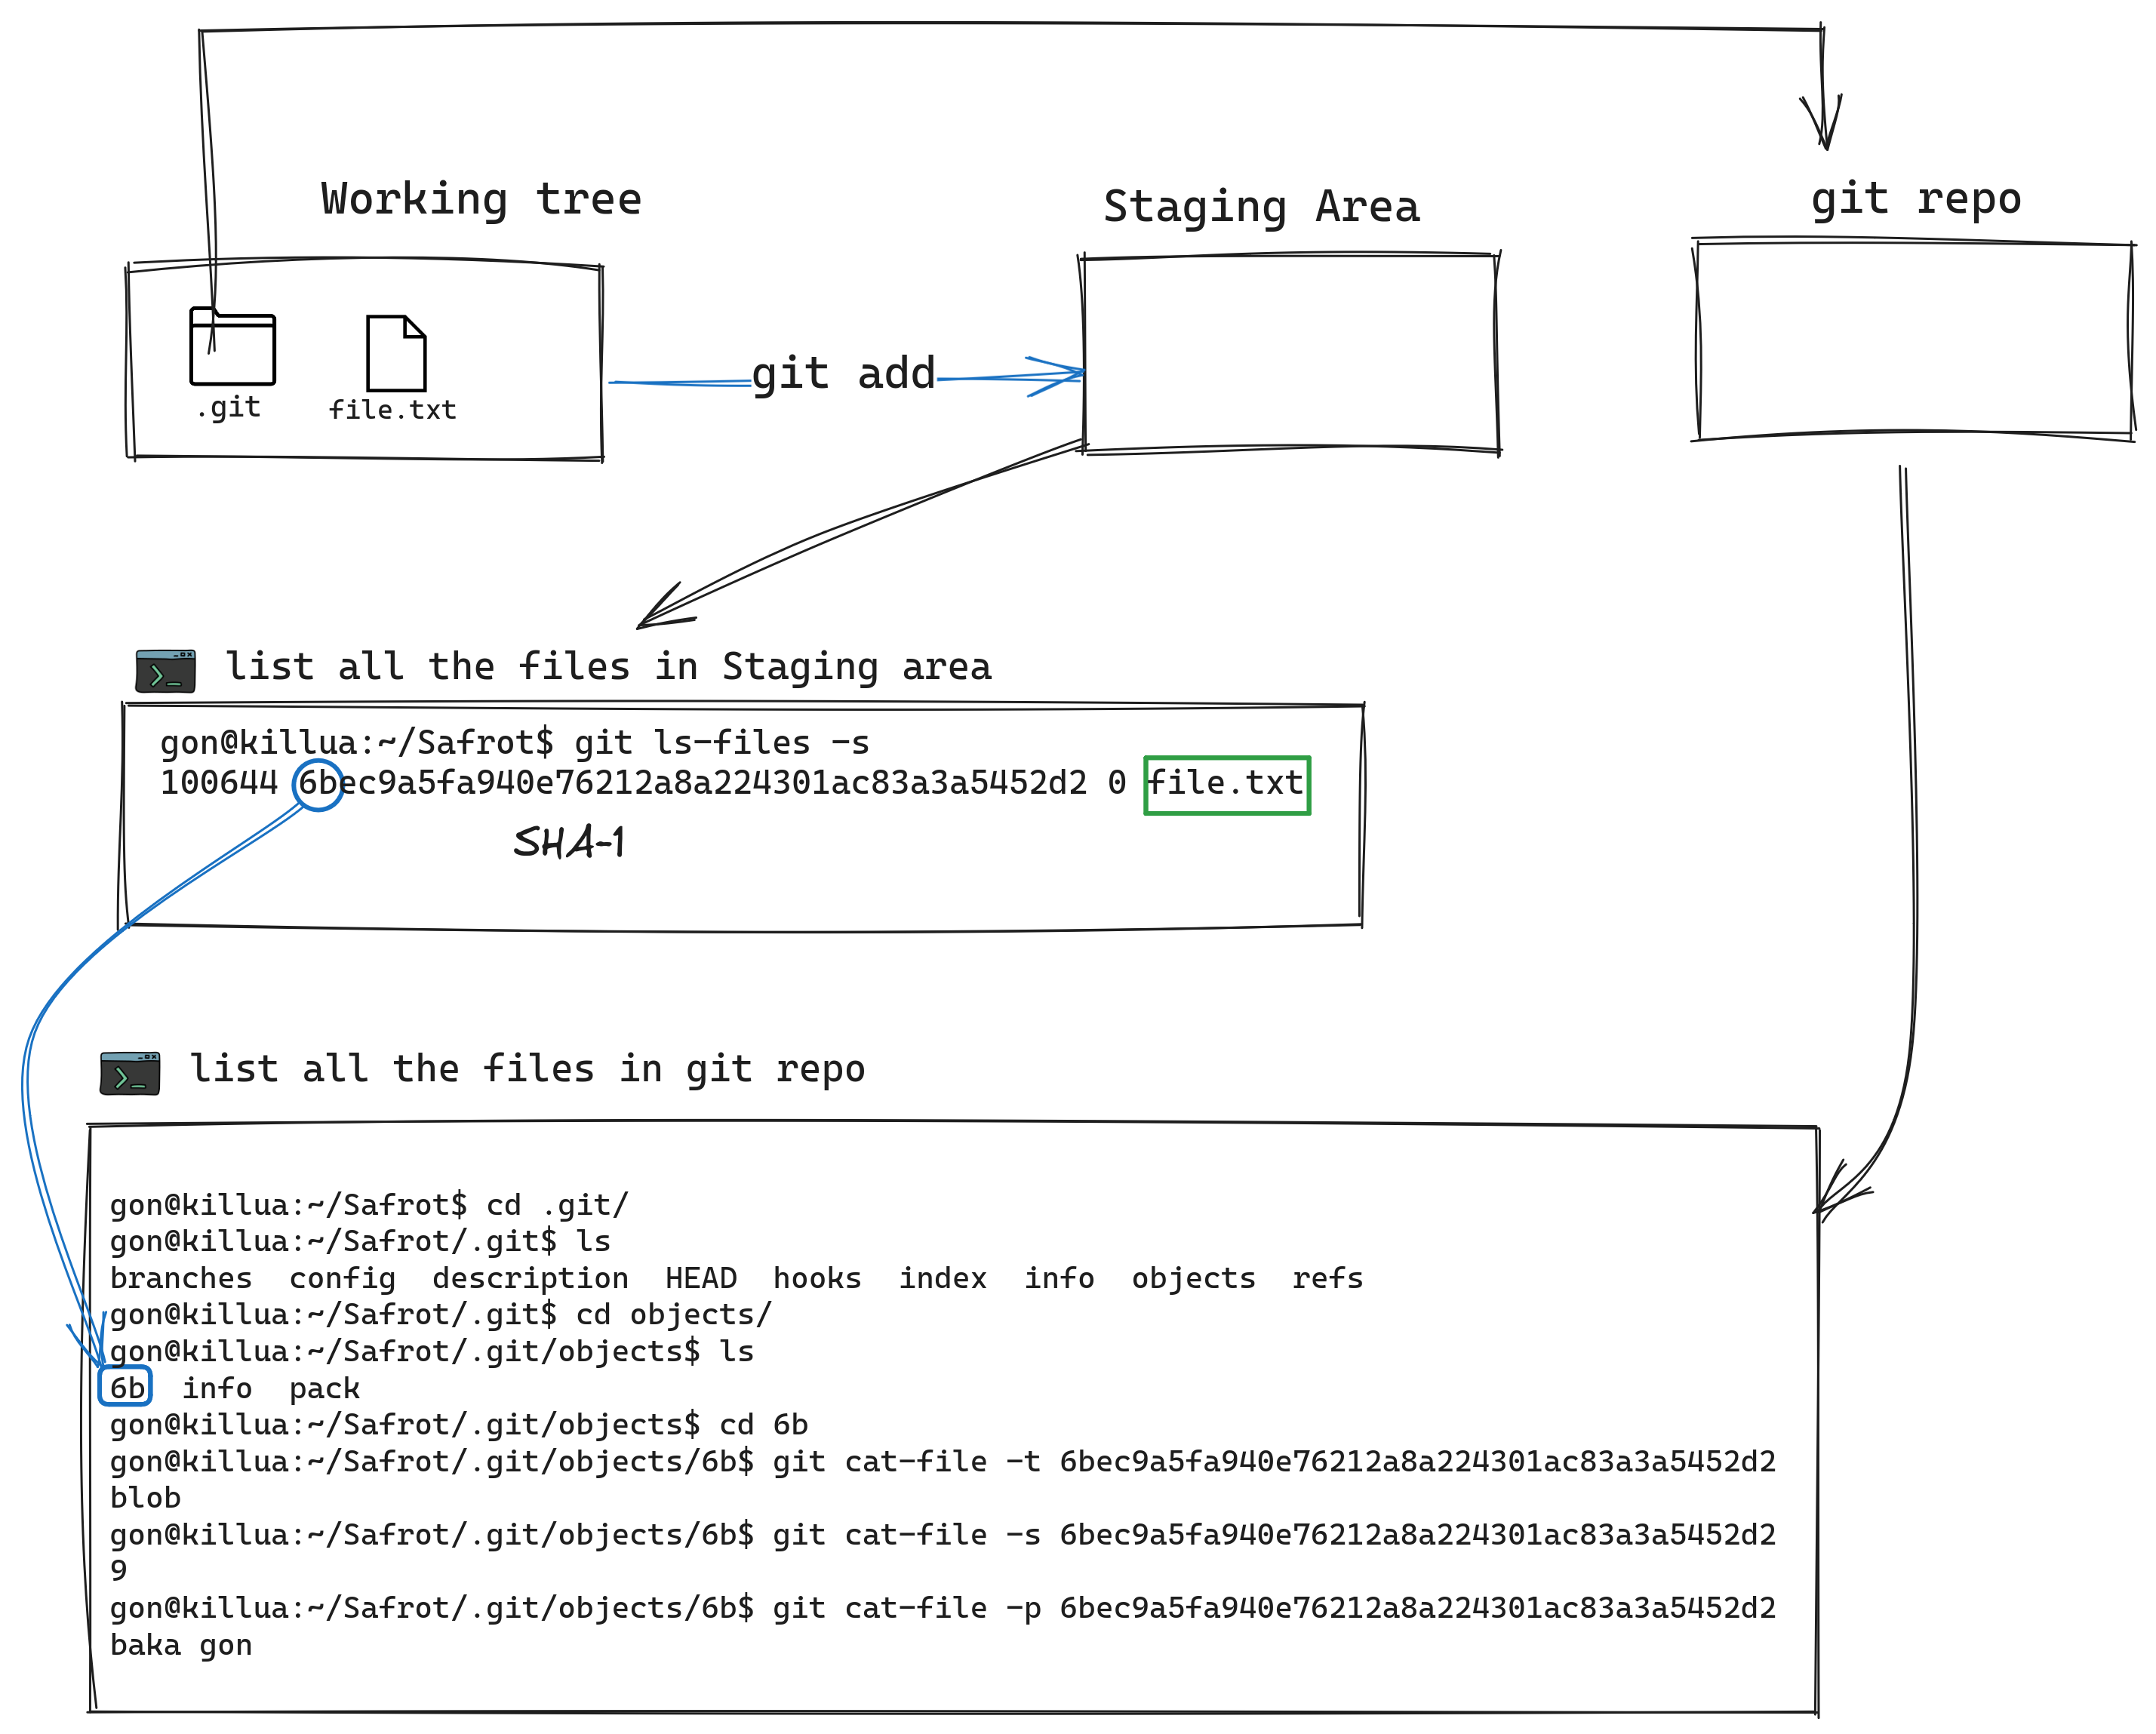 Working tree
Staging Area
git repo
.git
file.txt
git add
list all the files in Staging area
gon@killua:~/Safrot$ git ls-files -s
100644 6bec9a5fa940e76212a8a224301ac83a3a5452d2 0 file.txt
SHA-1
list all the files in git repo
gon@killua:~/Safrot$ cd .git/
gon@killua:~/Safrot/.git$ ls
branches  config  description  HEAD  hooks  index  info  objects  refs
gon@killua:~/Safrot/.git$ cd objects/
gon@killua:~/Safrot/.git/objects$ ls
6b  info  pack
gon@killua:~/Safrot/.git/objects$ cd 6b
gon@killua:~/Safrot/.git/objects/6b$ git cat-file -t 6bec9a5fa940e76212a8a224301ac83a3a5452d2
blob
gon@killua:~/Safrot/.git/objects/6b$ git cat-file -s 6bec9a5fa940e76212a8a224301ac83a3a5452d2
9
gon@killua:~/Safrot/.git/objects/6b$ git cat-file -p 6bec9a5fa940e76212a8a224301ac83a3a5452d2
baka gon